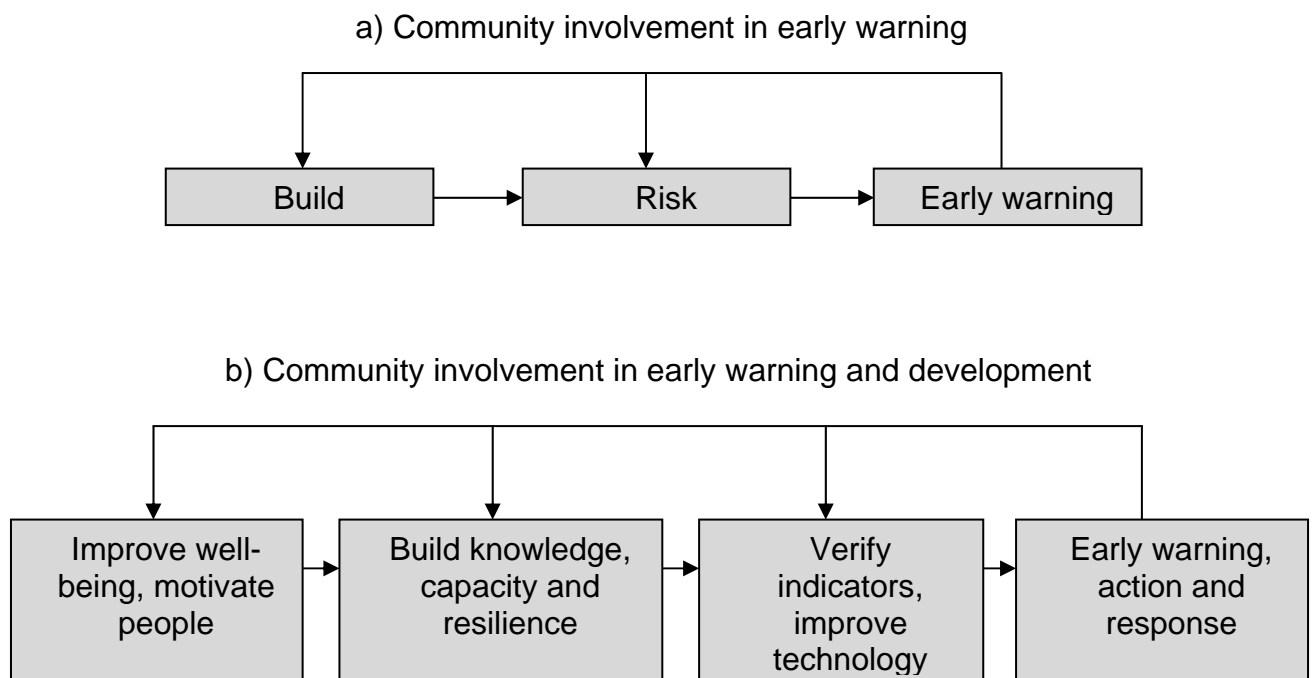 a) Community involvement in early warning
Build
Risk
Early warning
b) Community involvement in early warning and development
Improve well-
being, motivate
people
Build knowledge,
capacity and
resilience
Verify
indicators,
improve
technology
Early warning,
action and
response